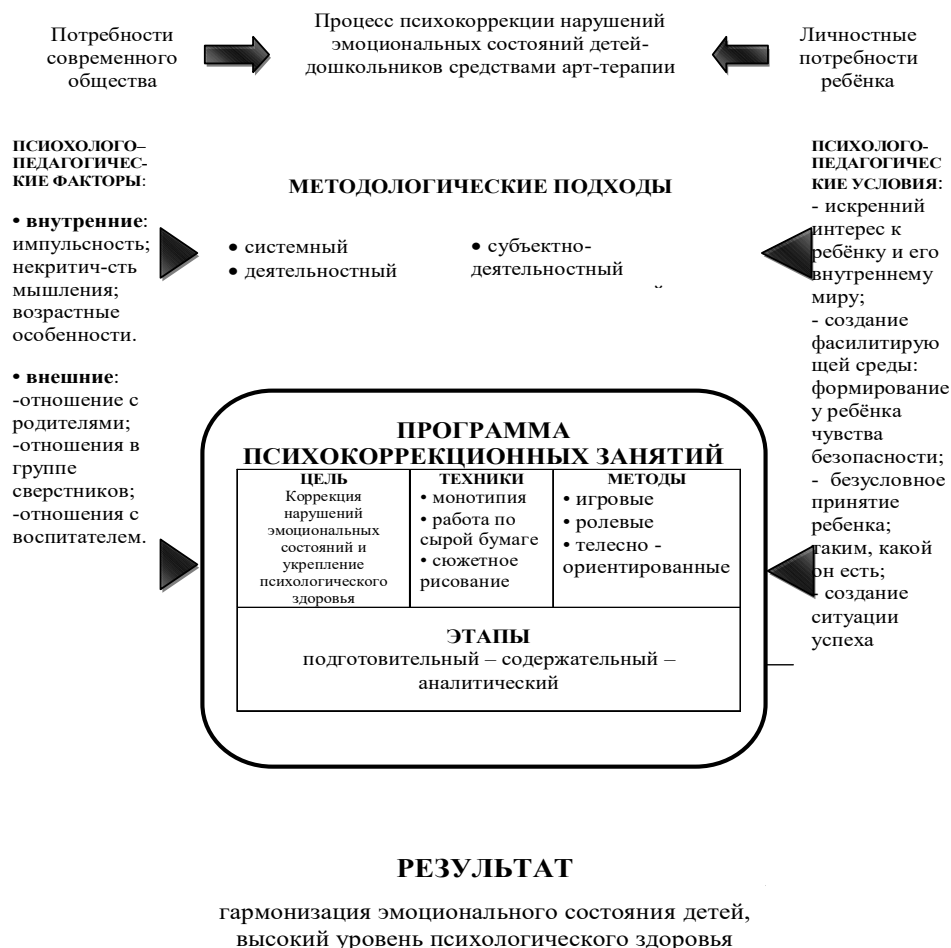 Потребности
современного
общества
Процесс психокоррекции нарушений
эмоциональных состояний детей-
дошкольников средствами арт-терапии
Личностные
потребности
ребёнка
ПСИОХОЛОГО–
ПЕДАГОГИЧЕС-
КИЕ ФАКТОРЫ:
• внутренние:
импульсность;
некритич-сть
мышления;
возрастные
особенности.
• внешние:
-отношение с
родителями;
-отношения в
группе
сверстников;
-отношения с
воспитателем.
МЕТОДОЛОГИЧЕСКИЕ ПОДХОДЫ
• системный
• деятельностный
• субъектно-
деятельностный
ПРОГРАММА
ПСИХОКОРРЕКЦИОННЫХ ЗАНЯТИЙ
ЦЕЛЬ
Коррекция
нарушений
эмоциональных
состояний и
укрепление
психологического
здоровья
ТЕХНИКИ
• монотипия
• работа по
сырой бумаге
• сюжетное
рисование
МЕТОДЫ
• игровые
• ролевые
• телесно -
ориентированные
ЭТАПЫ
подготовительный – содержательный –
аналитический
ПСИХОЛОГО-
ПЕДАГОГИЧЕС
КИЕ УСЛОВИЯ:
- искренний
интерес к
ребёнку и его
внутреннему
миру;
- создание
фасилитирую
щей среды:
формирование
у ребёнка
чувства
безопасности;
- безусловное
принятие
ребенка;
таким, какой
он есть;
- создание
ситуации
успеха
РЕЗУЛЬТАТ
гармонизация эмоционального состояния детей,
высокий уровень психологического здоровья